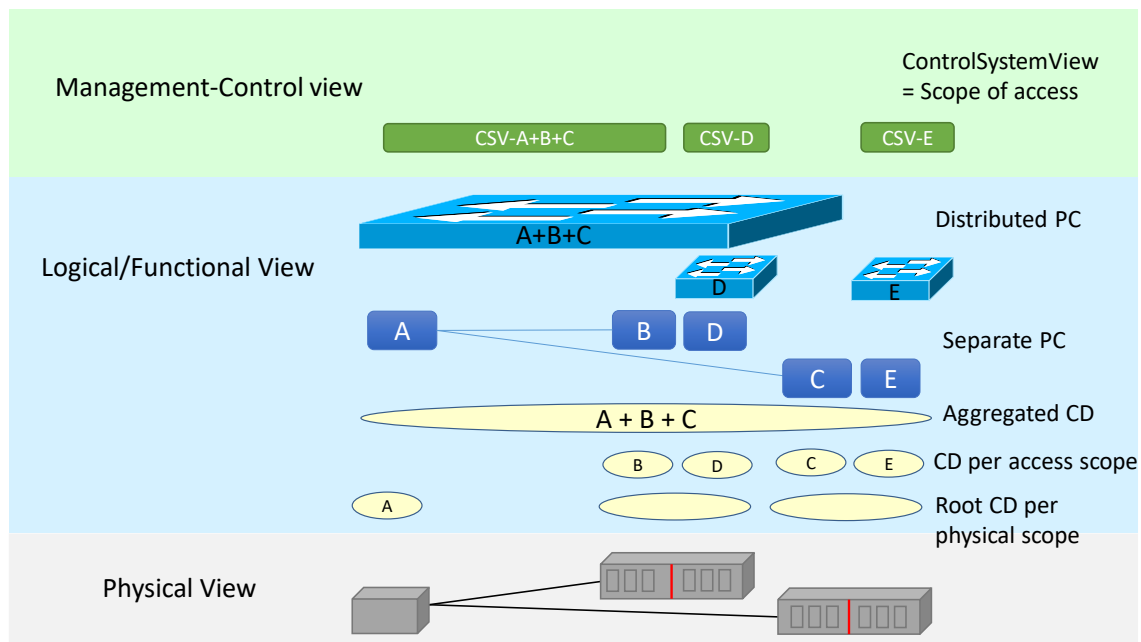 Management-Control view
ControlSystemView
= Scope of access
CSV-A+B+C
CSV-D
CSV-E
Logical/Functional View
A+B+C
Distributed PC
D
E
A
B
D
Separate PC
C
E
A + B + C
Aggregated CD
B
D
C
E
CD per access scope
A
Root CD per
physical scope
Physical View